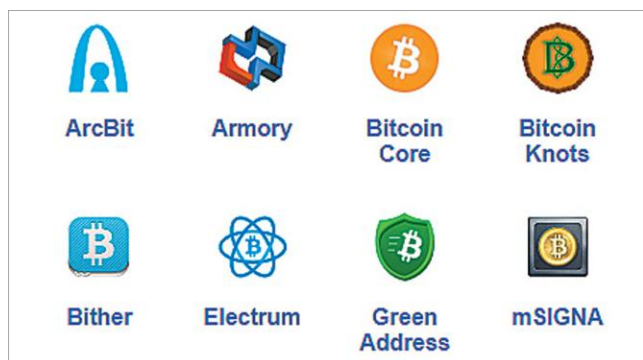 ArcBit
Armory
Bitcoin
Core
Bitcoin
Knots
Bither
Electrum
Green
Address
mSIGNA